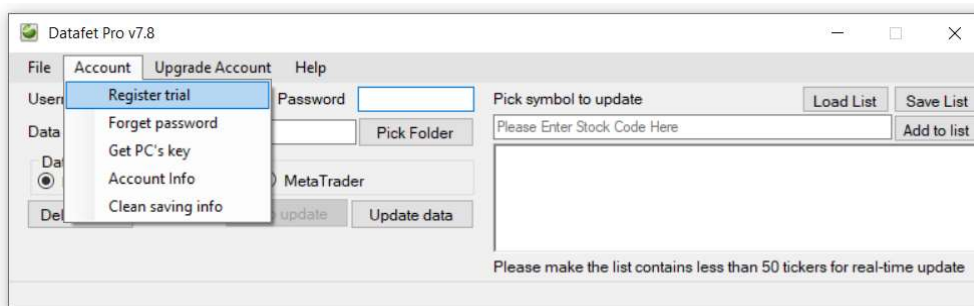 Datafet Pro v7.8
File Account Upgrade Account Help
Register trial
Forget password
Get PC's key
Account Info
Clean saving info
Password
Data
Pick Folder
MetaTrader
update
Update data
Pick symbol to update
Load List
Save List
Please Enter Stock Code Here
Add to list
Please make the list contains less than 50 tickers for real-time update